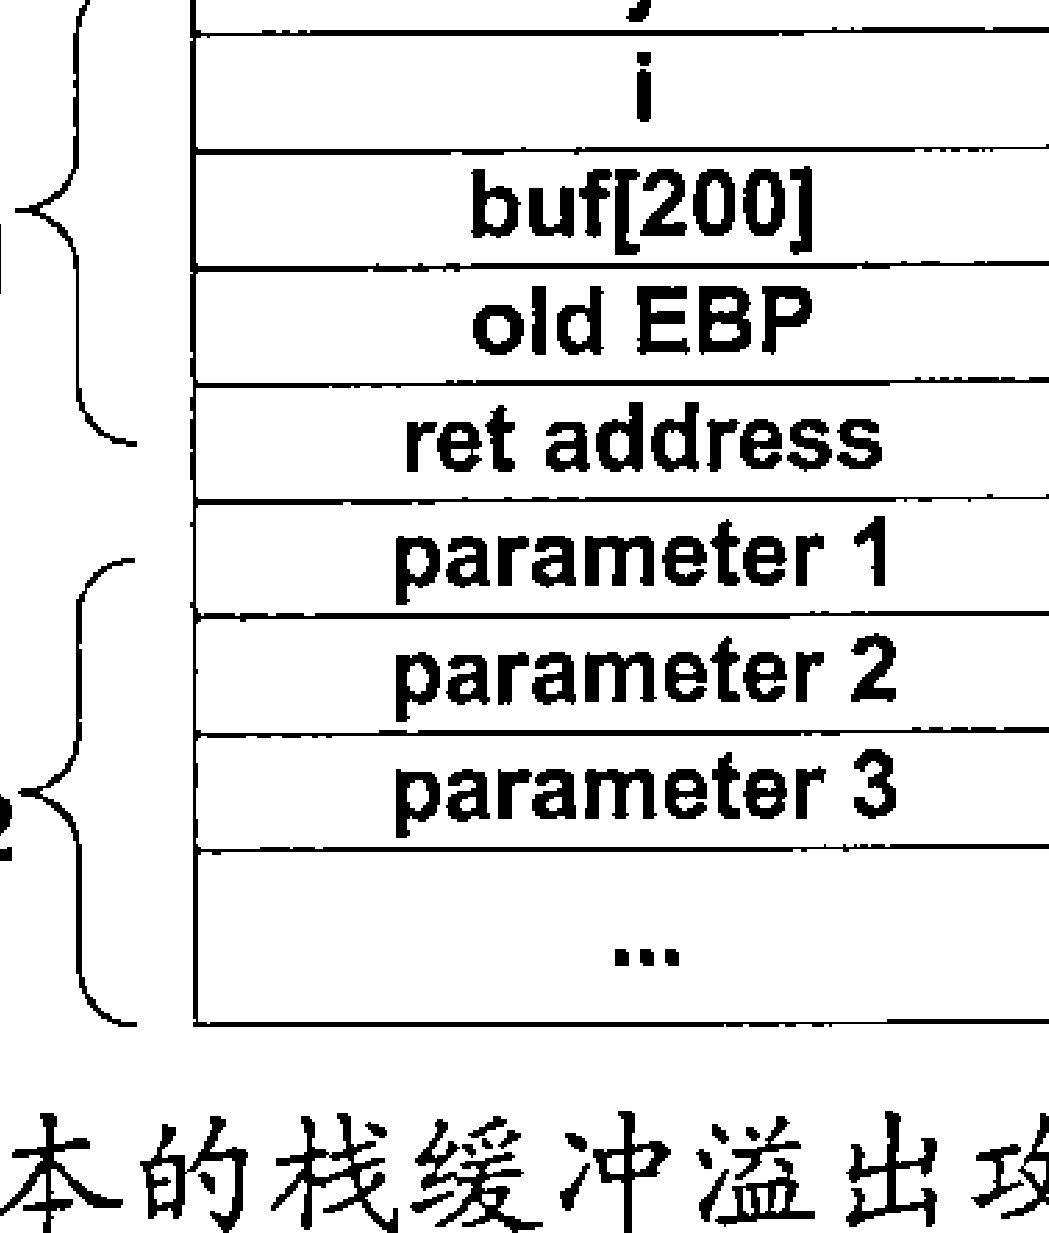 i
buf[200]
old EBP
ret address
parameter 1
parameter 2
parameter 3
...
本的栈缓冲溢出攻